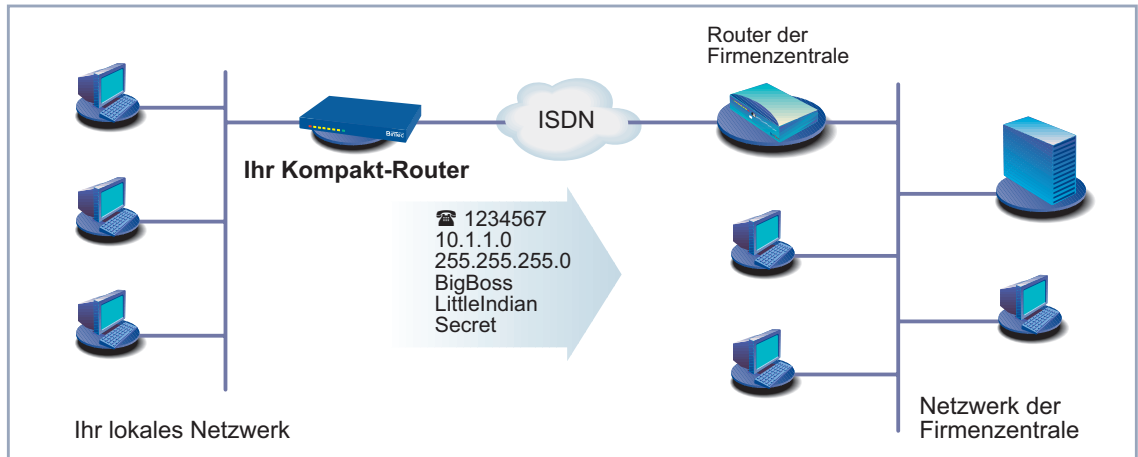 Router der
Firmenzentrale
ISDN
BinTec
Ihr Kompakt-Router
☎ 1234567
10.1.1.0
255.255.255.0
BigBoss
LittleIndian
Secret
Ihr lokales Netzwerk
Netzwerk der
Firmenzentrale